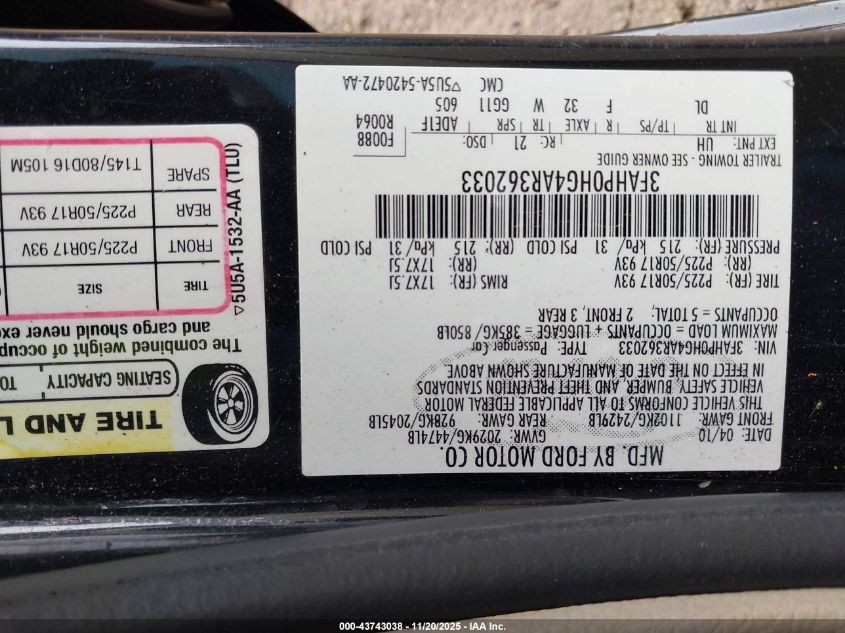 MFD. BY FORD MOTOR CO.
DATE: 04/10 GVWR: 2029KG/4474LB
FRONT GAWR: 1102KG/2429LB REAR GAWR: 928KG/2045LB
THIS VEHICLE CONFORMS TO ALL APPLICABLE FEDERAL MOTOR
VEHICLE SAFETY, BUMPER, AND THEFT PREVENTION STANDARDS
IN EFFECT ON THE DATE OF MANUFACTURE SHOWN ABOVE.
VIN: 3FAHP0HG4AR362033 TYPE: Passenger Car
MAXIMUM LOAD = OCCUPANTS + LUGGAGE = 385KG/850LB
OCCUPANTS = 5 TOTAL: 2 FRONT, 3 REAR
TIRE (FR): P225/50R17 93V RIMS (FR): 17X7.5J
(RR): P225/50R17 93V (RR): 17X7.5J
PRESSURE (FR): 215 kPa/ 31 PSI COLD (RR): 215 kPa/ 31 PSI COLD
3FAHP0HG4AR362033
TRAILER TOWING - SEE OWNER GUIDE
EXT PNT: UH RC: 21 DSO: F0088
INT TR TP/PS R AXLE TR SPR ADE1F R0064
DL F 32 W GG11 605
CMC ▽5U5A-5420472-AA
TIRE AND L
SEATING CAPACITY TO
The combined weight of occup
and cargo should never exce
TIRE SIZE
FRONT P225/50R17 93V
REAR P225/50R17 93V
SPARE T145/80D16 105M
▽5U5A-1532-AA (TLU)
000-43743038 - 11/20/2025 - IAA Inc.